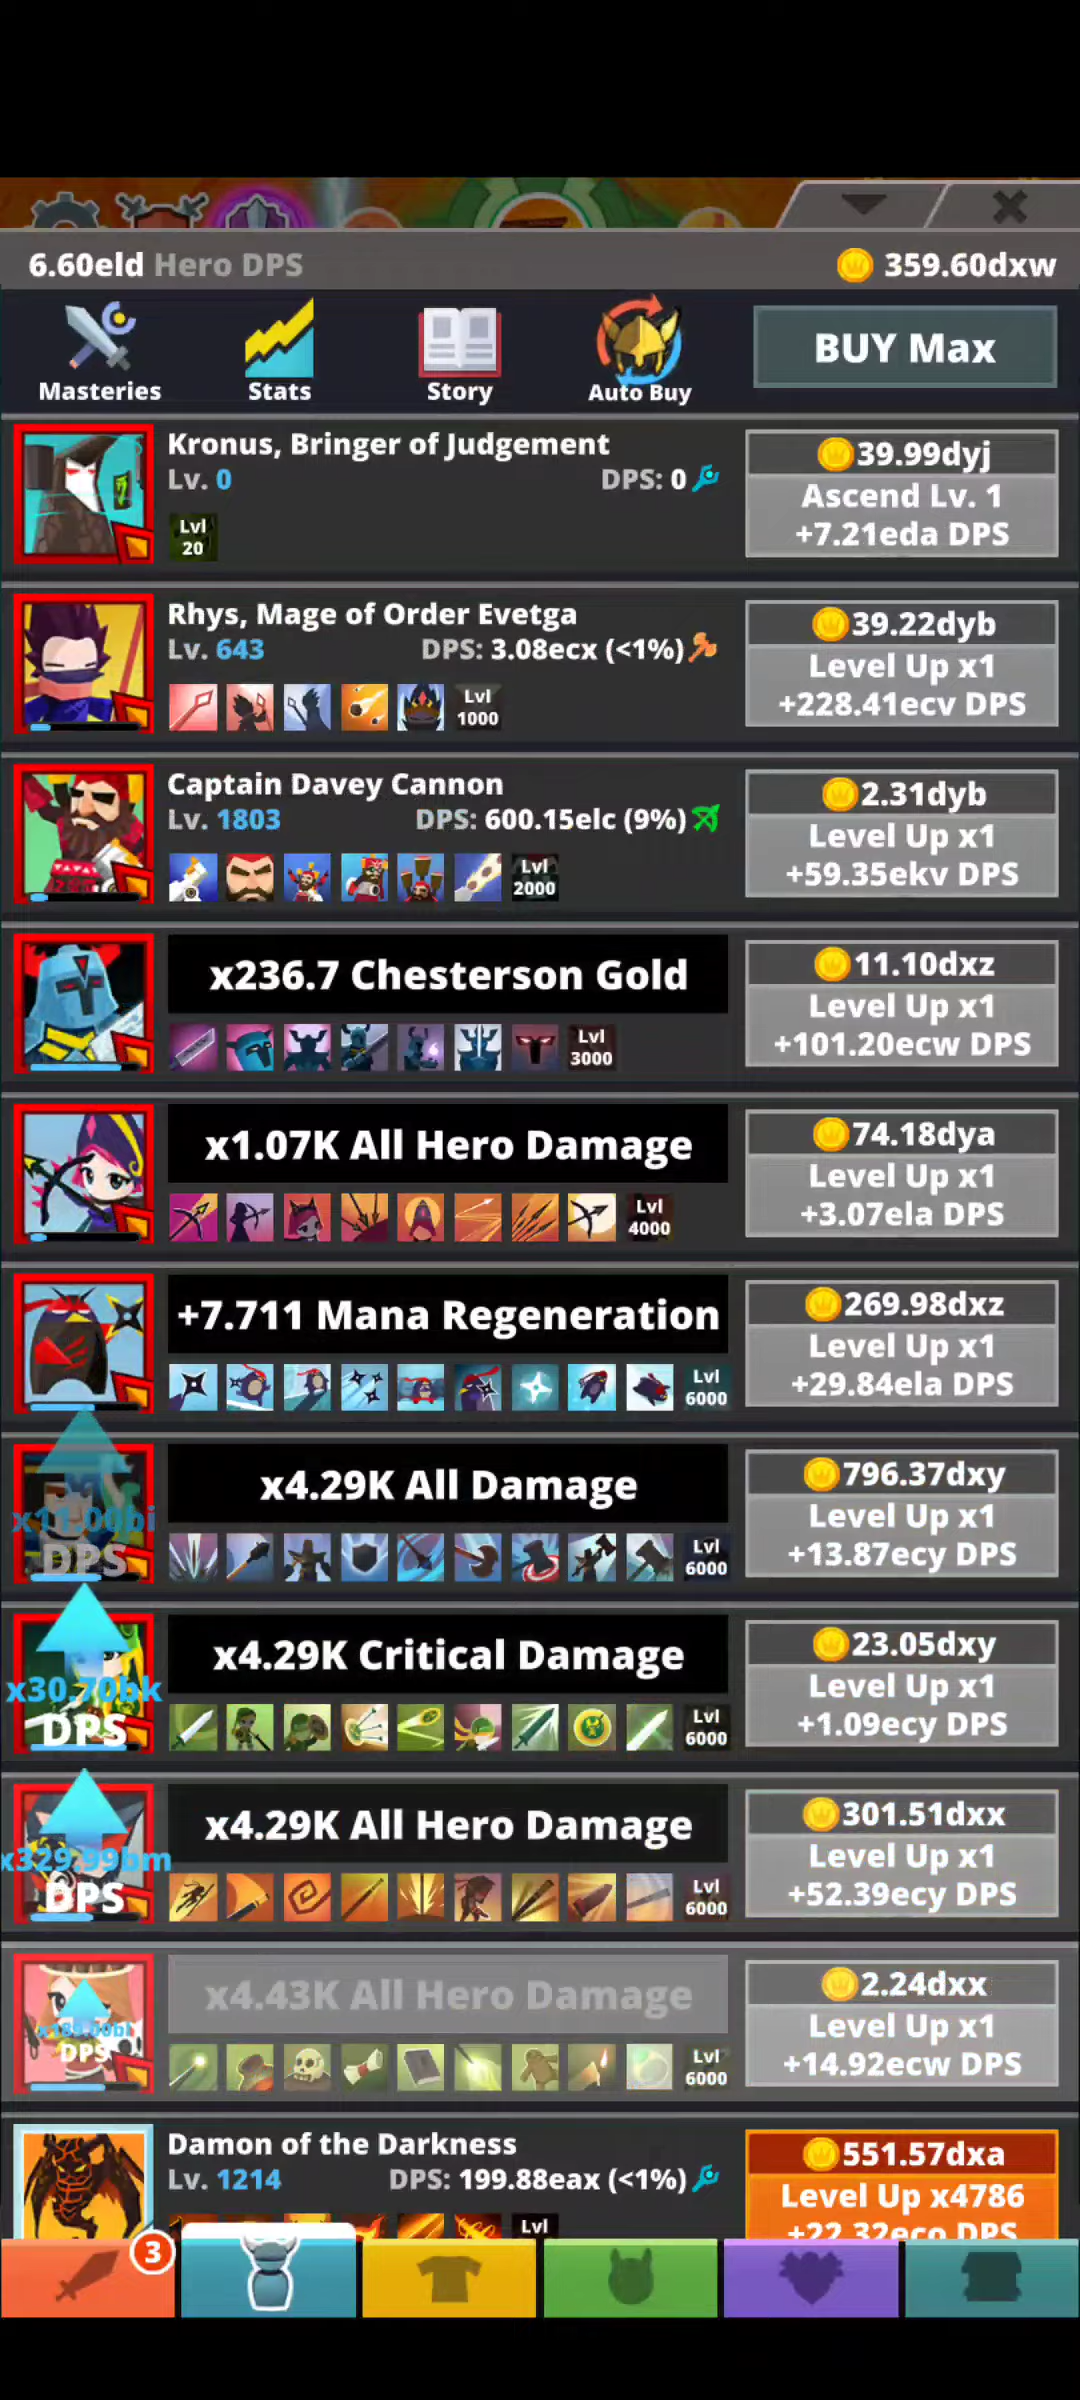 6.60eld Hero DPS
359.60dxw
Masteries
Stats
Story
Auto Buy
BUY Max
Kronus, Bringer of Judgement
Lv. 0
DPS: 0
Lvl
20
39.99dyj
Ascend Lv. 1
+7.21eda DPS
Rhys, Mage of Order Evetga
Lv. 643
DPS: 3.08ecx (<1%)
Lvl
1000
39.22dyb
Level Up x1
+228.41ecv DPS
Captain Davey Cannon
Lv. 1803
DPS: 600.15elc (9%)
Lvl
2000
2.31dyb
Level Up x1
+59.35ekv DPS
x236.7 Chesterson Gold
Lvl
3000
11.10dxz
Level Up x1
+101.20ecw DPS
x1.07K All Hero Damage
Lvl
4000
74.18dya
Level Up x1
+3.07ela DPS
+7.711 Mana Regeneration
Lvl
6000
269.98dxz
Level Up x1
+29.84ela DPS
x11.00bi
DPS
x4.29K All Damage
Lvl
6000
796.37dxy
Level Up x1
+13.87ecy DPS
x30.70bk
DPS
x4.29K Critical Damage
Lvl
6000
23.05dxy
Level Up x1
+1.09ecy DPS
x329.99bm
DPS
x4.29K All Hero Damage
Lvl
6000
301.51dxx
Level Up x1
+52.39ecy DPS
DPS
x4.43K All Hero Damage
Lvl
6000
2.24dxx
Level Up x1
+14.92ecw DPS
Damon of the Darkness
Lv. 1214
DPS: 199.88eax (<1%)
Lvl
551.57dxa
Level Up x4786
+22.32eco DPS
3